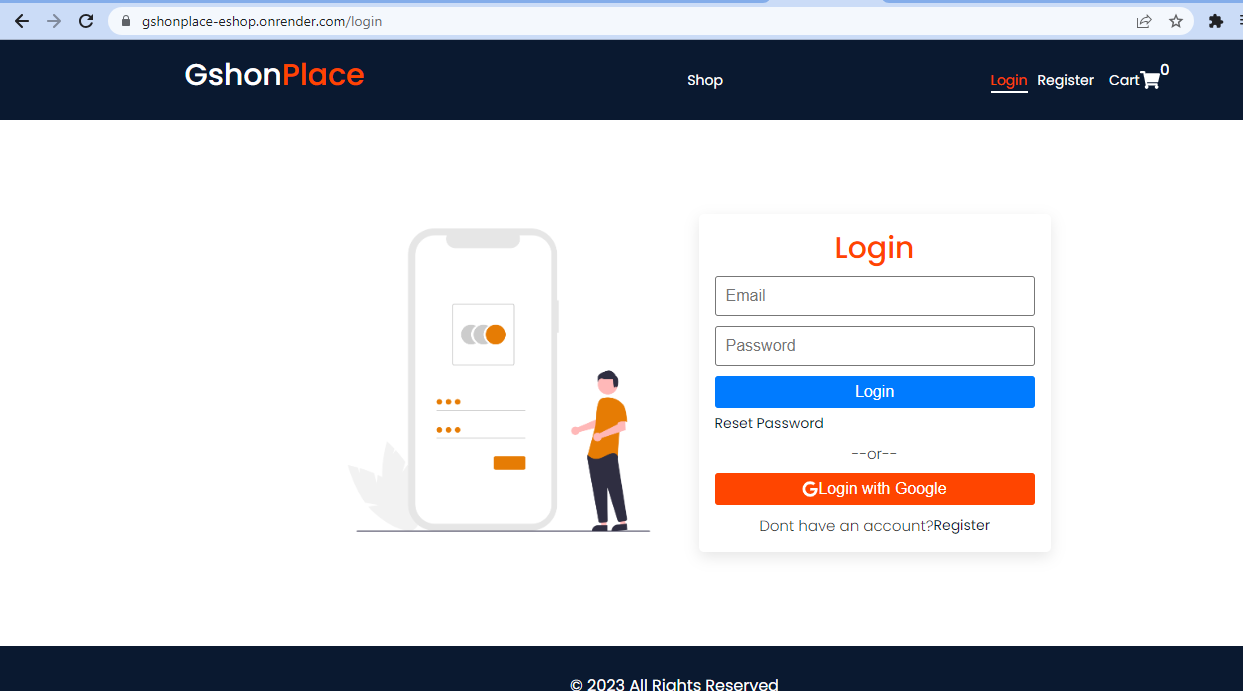 gshonplace-eshop.onrender.com/login
GshonPlace
Shop
Login Register Cart 0
Login
Email
Password
Login
Reset Password
--or--
GLogin with Google
Dont have an account?Register
© 2023 All Rights Reserved